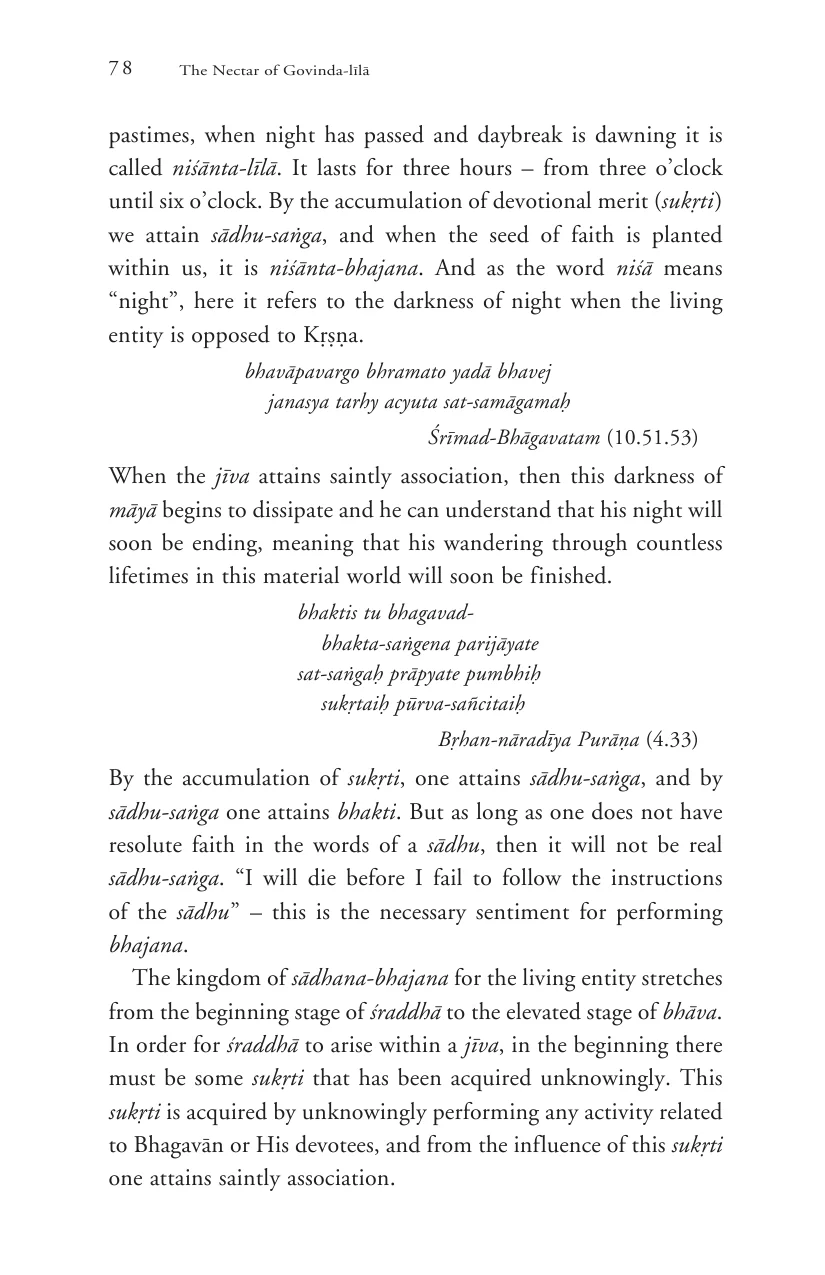 78 The Nectar of Govinda-līlā
pastimes, when night has passed and daybreak is dawning it is
called niśānta-līlā. It lasts for three hours – from three o’clock
until six o’clock. By the accumulation of devotional merit (sukṛti)
we attain sādhu-saṅga, and when the seed of faith is planted
within us, it is niśānta-bhajana. And as the word niśā means
“night”, here it refers to the darkness of night when the living
entity is opposed to Kṛṣṇa.
bhavāpavargo bhramato yadā bhavej
janasya tarhy acyuta sat-samāgamaḥ
Śrīmad-Bhāgavatam (10.51.53)
When the jīva attains saintly association, then this darkness of
māyā begins to dissipate and he can understand that his night will
soon be ending, meaning that his wandering through countless
lifetimes in this material world will soon be finished.
bhaktis tu bhagavad-
bhakta-saṅgena parijāyate
sat-saṅgaḥ prāpyate pumbhiḥ
sukṛtaiḥ pūrva-sañcitaiḥ
Bṛhan-nāradīya Purāṇa (4.33)
By the accumulation of sukṛti, one attains sādhu-saṅga, and by
sādhu-saṅga one attains bhakti. But as long as one does not have
resolute faith in the words of a sādhu, then it will not be real
sādhu-saṅga. “I will die before I fail to follow the instructions
of the sādhu” – this is the necessary sentiment for performing
bhajana.
The kingdom of sādhana-bhajana for the living entity stretches
from the beginning stage of śraddhā to the elevated stage of bhāva.
In order for śraddhā to arise within a jīva, in the beginning there
must be some sukṛti that has been acquired unknowingly. This
sukṛti is acquired by unknowingly performing any activity related
to Bhagavān or His devotees, and from the influence of this sukṛti
one attains saintly association.